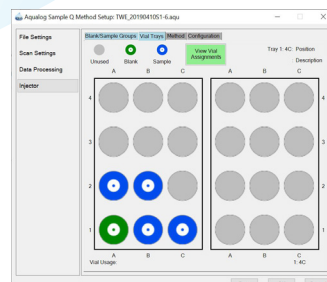 Aqualog Sample Q Method Setup: TWE_20190410S1-6.aqu
File Settings
Scan Settings
Data Processing
Injector
Blank/Sample Groups Vial Trays Method Configuration
Unused Blank Sample
View Vial Assignments
Tray 1: 4C Position
Description
A B C A B C
4 4
3 3
2 2
1 1
A B C A B C
Vial Usage: 1: 4C